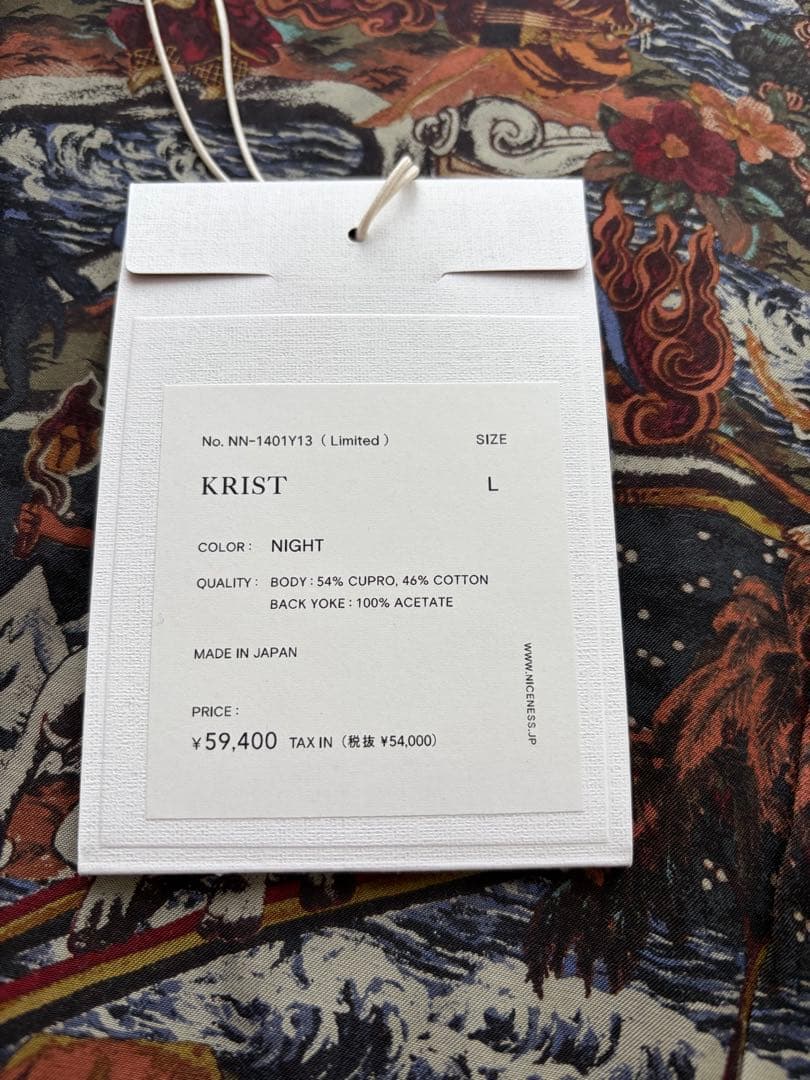 No. NN-1401Y13 ( Limited )
SIZE
KRIST
L
COLOR : NIGHT
QUALITY : BODY : 54% CUPRO, 46% COTTON
BACK YOKE : 100% ACETATE
MADE IN JAPAN
WWW.NICENESS.JP
PRICE :
¥59,400 TAX IN（税抜 ¥54,000）